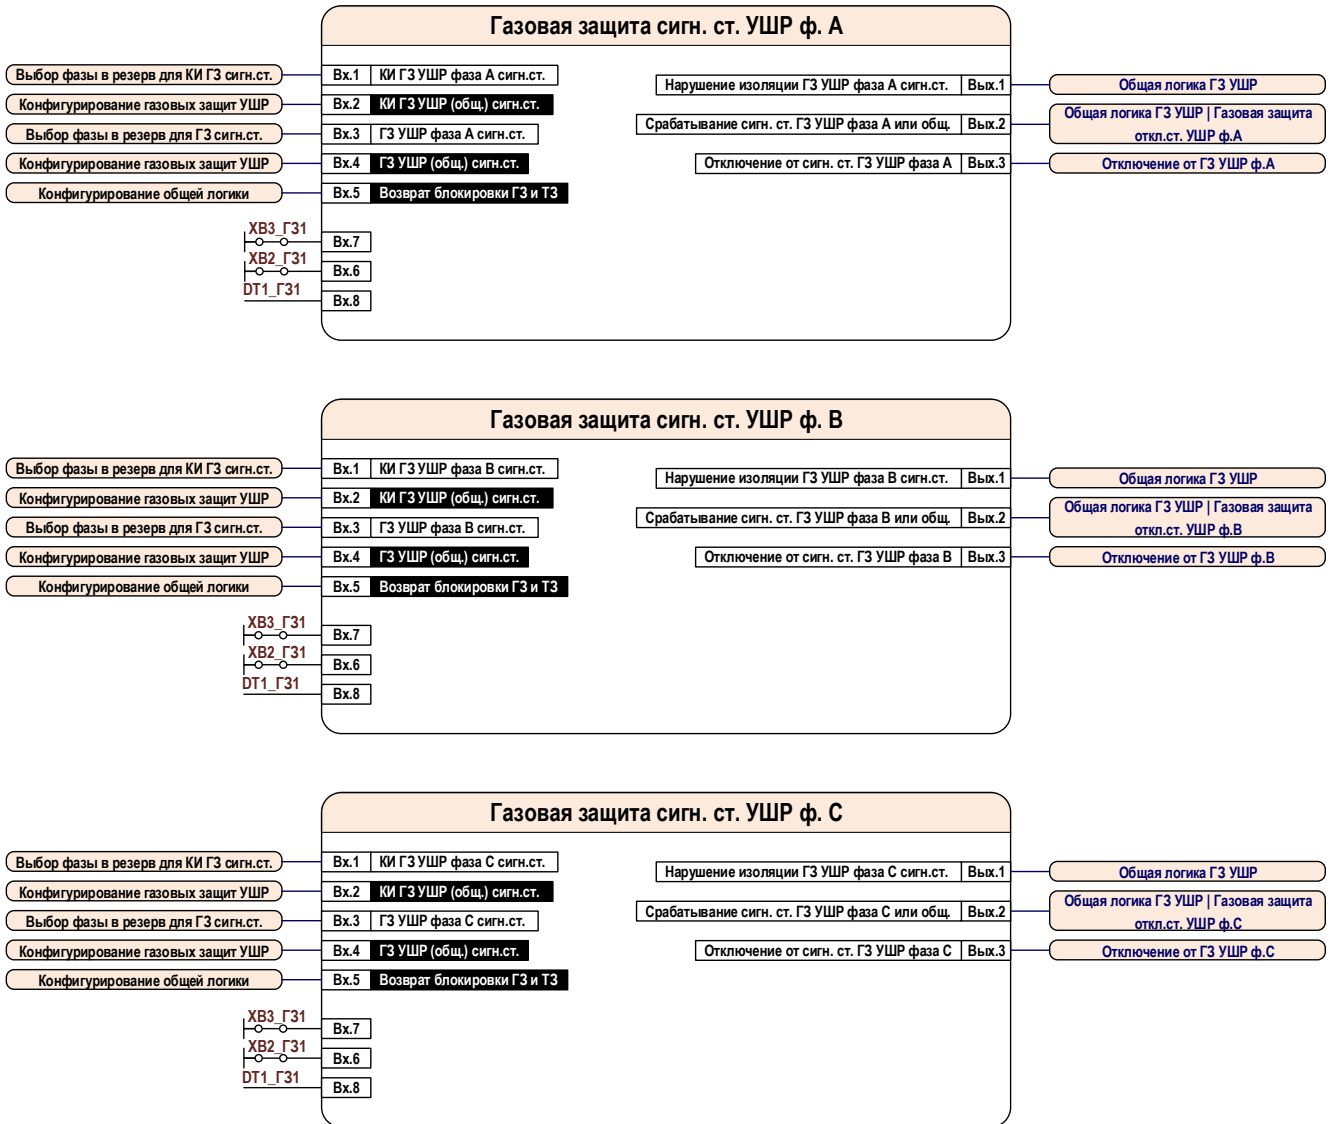 Газовая защита сигн. ст. УШР ф. А
Выбор фазы в резерв для КИ ГЗ сигн.ст.
Вх.1 КИ ГЗ УШР фаза А сигн.ст.
Конфигурирование газовых защит УШР
Вх.2 КИ ГЗ УШР (общ.) сигн.ст.
Выбор фазы в резерв для ГЗ сигн.ст.
Вх.3 ГЗ УШР фаза А сигн.ст.
Конфигурирование газовых защит УШР
Вх.4 ГЗ УШР (общ.) сигн.ст.
Конфигурирование общей логики
Вх.5 Возврат блокировки ГЗ и ТЗ
XB3_ГЗ1
Вх.7
XB2_ГЗ1
Вх.6
DT1_ГЗ1
Вх.8
Нарушение изоляции ГЗ УШР фаза А сигн.ст. Вых.1
Общая логика ГЗ УШР
Срабатывание сигн. ст. ГЗ УШР фаза А или общ. Вых.2
Общая логика ГЗ УШР | Газовая защита
откл.ст. УШР ф.А
Отключение от сигн. ст. ГЗ УШР фаза А Вых.3
Отключение от ГЗ УШР ф.А
Газовая защита сигн. ст. УШР ф. В
Выбор фазы в резерв для КИ ГЗ сигн.ст.
Вх.1 КИ ГЗ УШР фаза В сигн.ст.
Конфигурирование газовых защит УШР
Вх.2 КИ ГЗ УШР (общ.) сигн.ст.
Выбор фазы в резерв для ГЗ сигн.ст.
Вх.3 ГЗ УШР фаза В сигн.ст.
Конфигурирование газовых защит УШР
Вх.4 ГЗ УШР (общ.) сигн.ст.
Конфигурирование общей логики
Вх.5 Возврат блокировки ГЗ и ТЗ
XB3_ГЗ1
Вх.7
XB2_ГЗ1
Вх.6
DT1_ГЗ1
Вх.8
Нарушение изоляции ГЗ УШР фаза В сигн.ст. Вых.1
Общая логика ГЗ УШР
Срабатывание сигн. ст. ГЗ УШР фаза В или общ. Вых.2
Общая логика ГЗ УШР | Газовая защита
откл.ст. УШР ф.В
Отключение от сигн. ст. ГЗ УШР фаза В Вых.3
Отключение от ГЗ УШР ф.В
Газовая защита сигн. ст. УШР ф. С
Выбор фазы в резерв для КИ ГЗ сигн.ст.
Вх.1 КИ ГЗ УШР фаза С сигн.ст.
Конфигурирование газовых защит УШР
Вх.2 КИ ГЗ УШР (общ.) сигн.ст.
Выбор фазы в резерв для ГЗ сигн.ст.
Вх.3 ГЗ УШР фаза С сигн.ст.
Конфигурирование газовых защит УШР
Вх.4 ГЗ УШР (общ.) сигн.ст.
Конфигурирование общей логики
Вх.5 Возврат блокировки ГЗ и ТЗ
XB3_ГЗ1
Вх.7
XB2_ГЗ1
Вх.6
DT1_ГЗ1
Вх.8
Нарушение изоляции ГЗ УШР фаза С сигн.ст. Вых.1
Общая логика ГЗ УШР
Срабатывание сигн. ст. ГЗ УШР фаза С или общ. Вых.2
Общая логика ГЗ УШР | Газовая защита
откл.ст. УШР ф.С
Отключение от сигн. ст. ГЗ УШР фаза С Вых.3
Отключение от ГЗ УШР ф.С